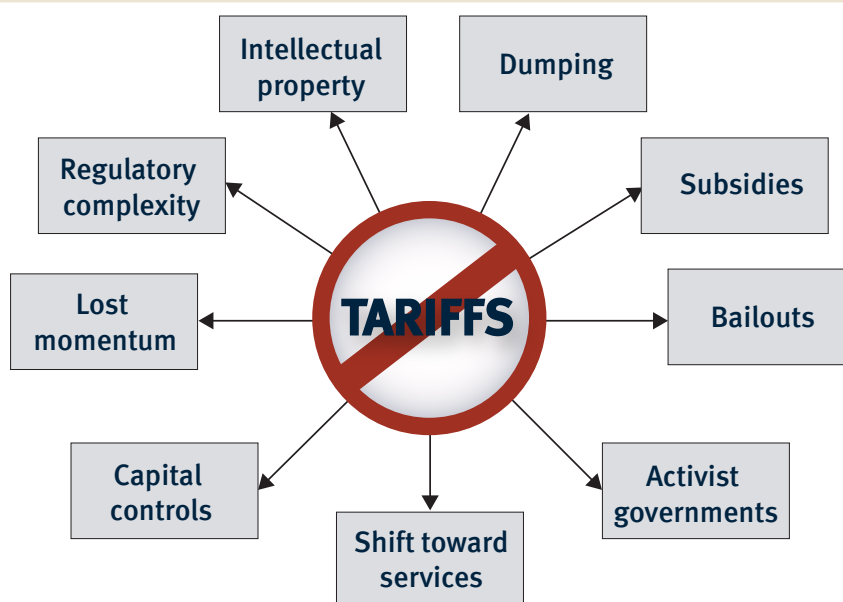 Intellectual
property
Dumping
Regulatory
complexity
Subsidies
Lost
momentum
TARIFFS
Bailouts
Capital
controls
Activist
governments
Shift toward
services